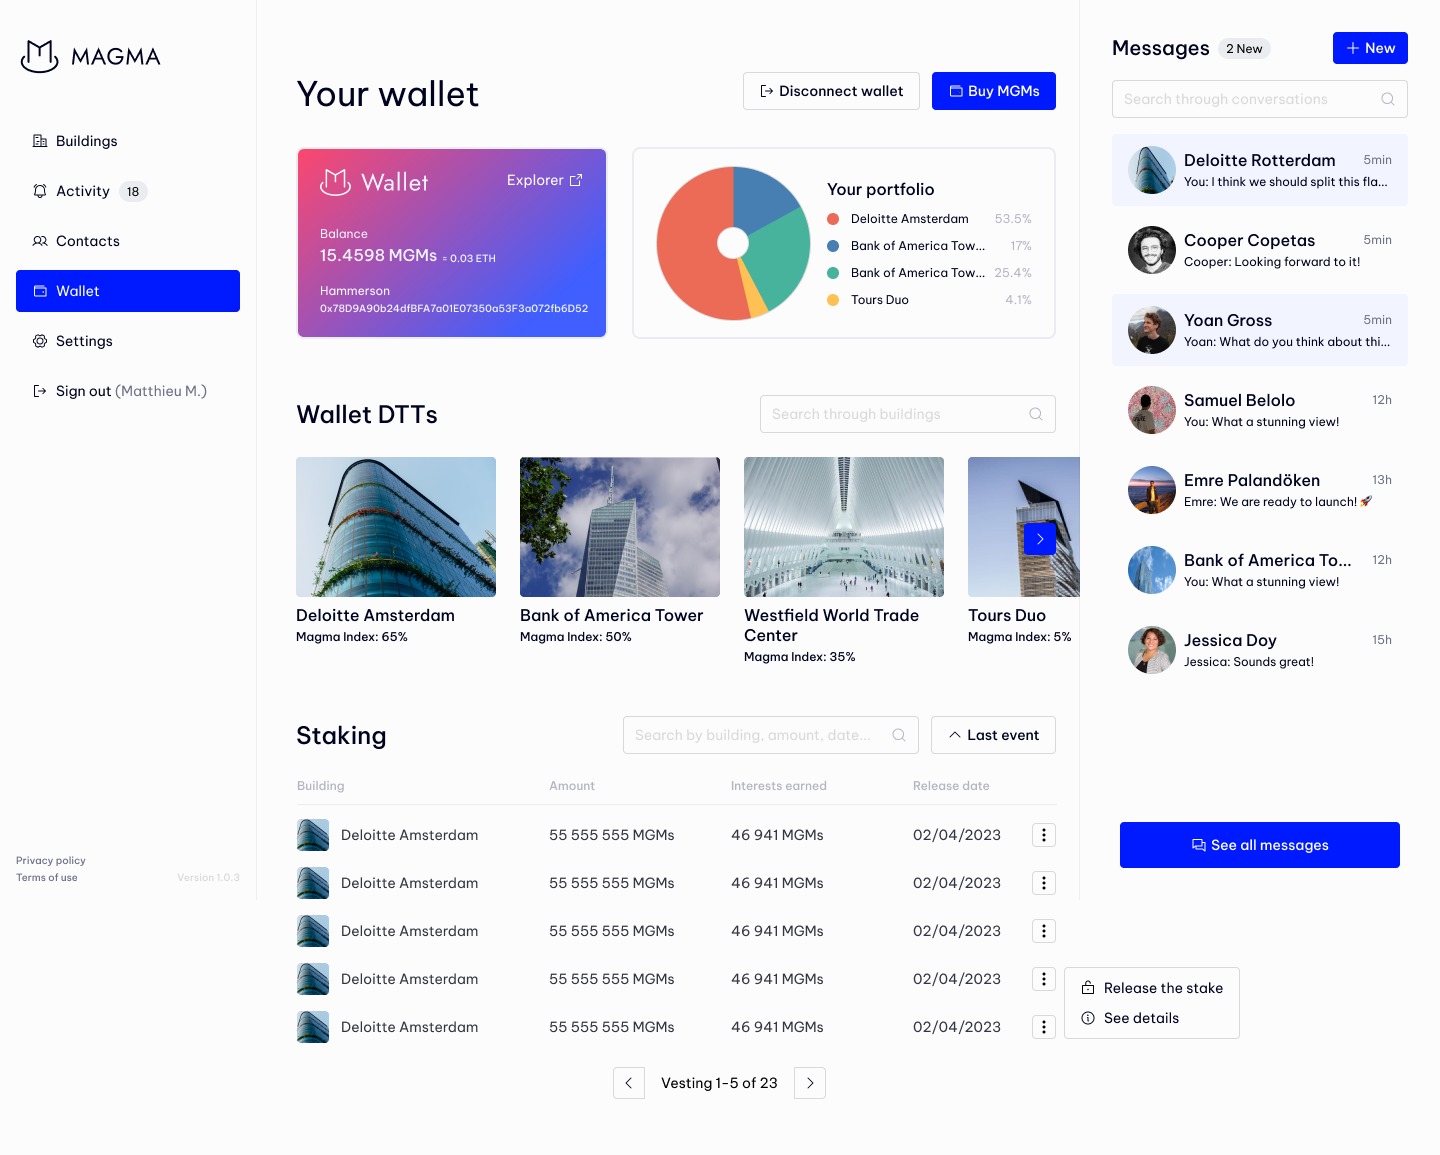 MAGMA
Buildings
Activity 18
Contacts
Wallet
Settings
Sign out (Matthieu M.)
Privacy policy
Terms of use
Version 1.0.3
Your wallet
Disconnect wallet
Buy MGMs
Wallet
Explorer
Balance
15.4598 MGMs ≈ 0.03 ETH
Hammerson
0x78D9A90b24dfBFA7a01E07350a53F3a072fb6D52
Your portfolio
Deloitte Amsterdam 53.5%
Bank of America Tow... 17%
Bank of America Tow... 25.4%
Tours Duo 4.1%
Wallet DTTs
Search through buildings
Deloitte Amsterdam
Magma Index: 65%
Bank of America Tower
Magma Index: 50%
Westfield World Trade
Center
Magma Index: 35%
Tours Duo
Magma Index: 5%
Staking
Search by building, amount, date...
Last event
Building Amount Interests earned Release date
Deloitte Amsterdam 55 555 555 MGMs 46 941 MGMs 02/04/2023
Deloitte Amsterdam 55 555 555 MGMs 46 941 MGMs 02/04/2023
Deloitte Amsterdam 55 555 555 MGMs 46 941 MGMs 02/04/2023
Deloitte Amsterdam 55 555 555 MGMs 46 941 MGMs 02/04/2023
Deloitte Amsterdam 55 555 555 MGMs 46 941 MGMs 02/04/2023
Release the stake
See details
Vesting 1-5 of 23
Messages 2 New
New
Search through conversations
Deloitte Rotterdam 5min
You: I think we should split this fla...
Cooper Copetas 5min
Cooper: Looking forward to it!
Yoan Gross 5min
Yoan: What do you think about thi...
Samuel Belolo 12h
You: What a stunning view!
Emre Palandöken 13h
Emre: We are ready to launch! 🚀
Bank of America To... 12h
You: What a stunning view!
Jessica Doy 15h
Jessica: Sounds great!
See all messages